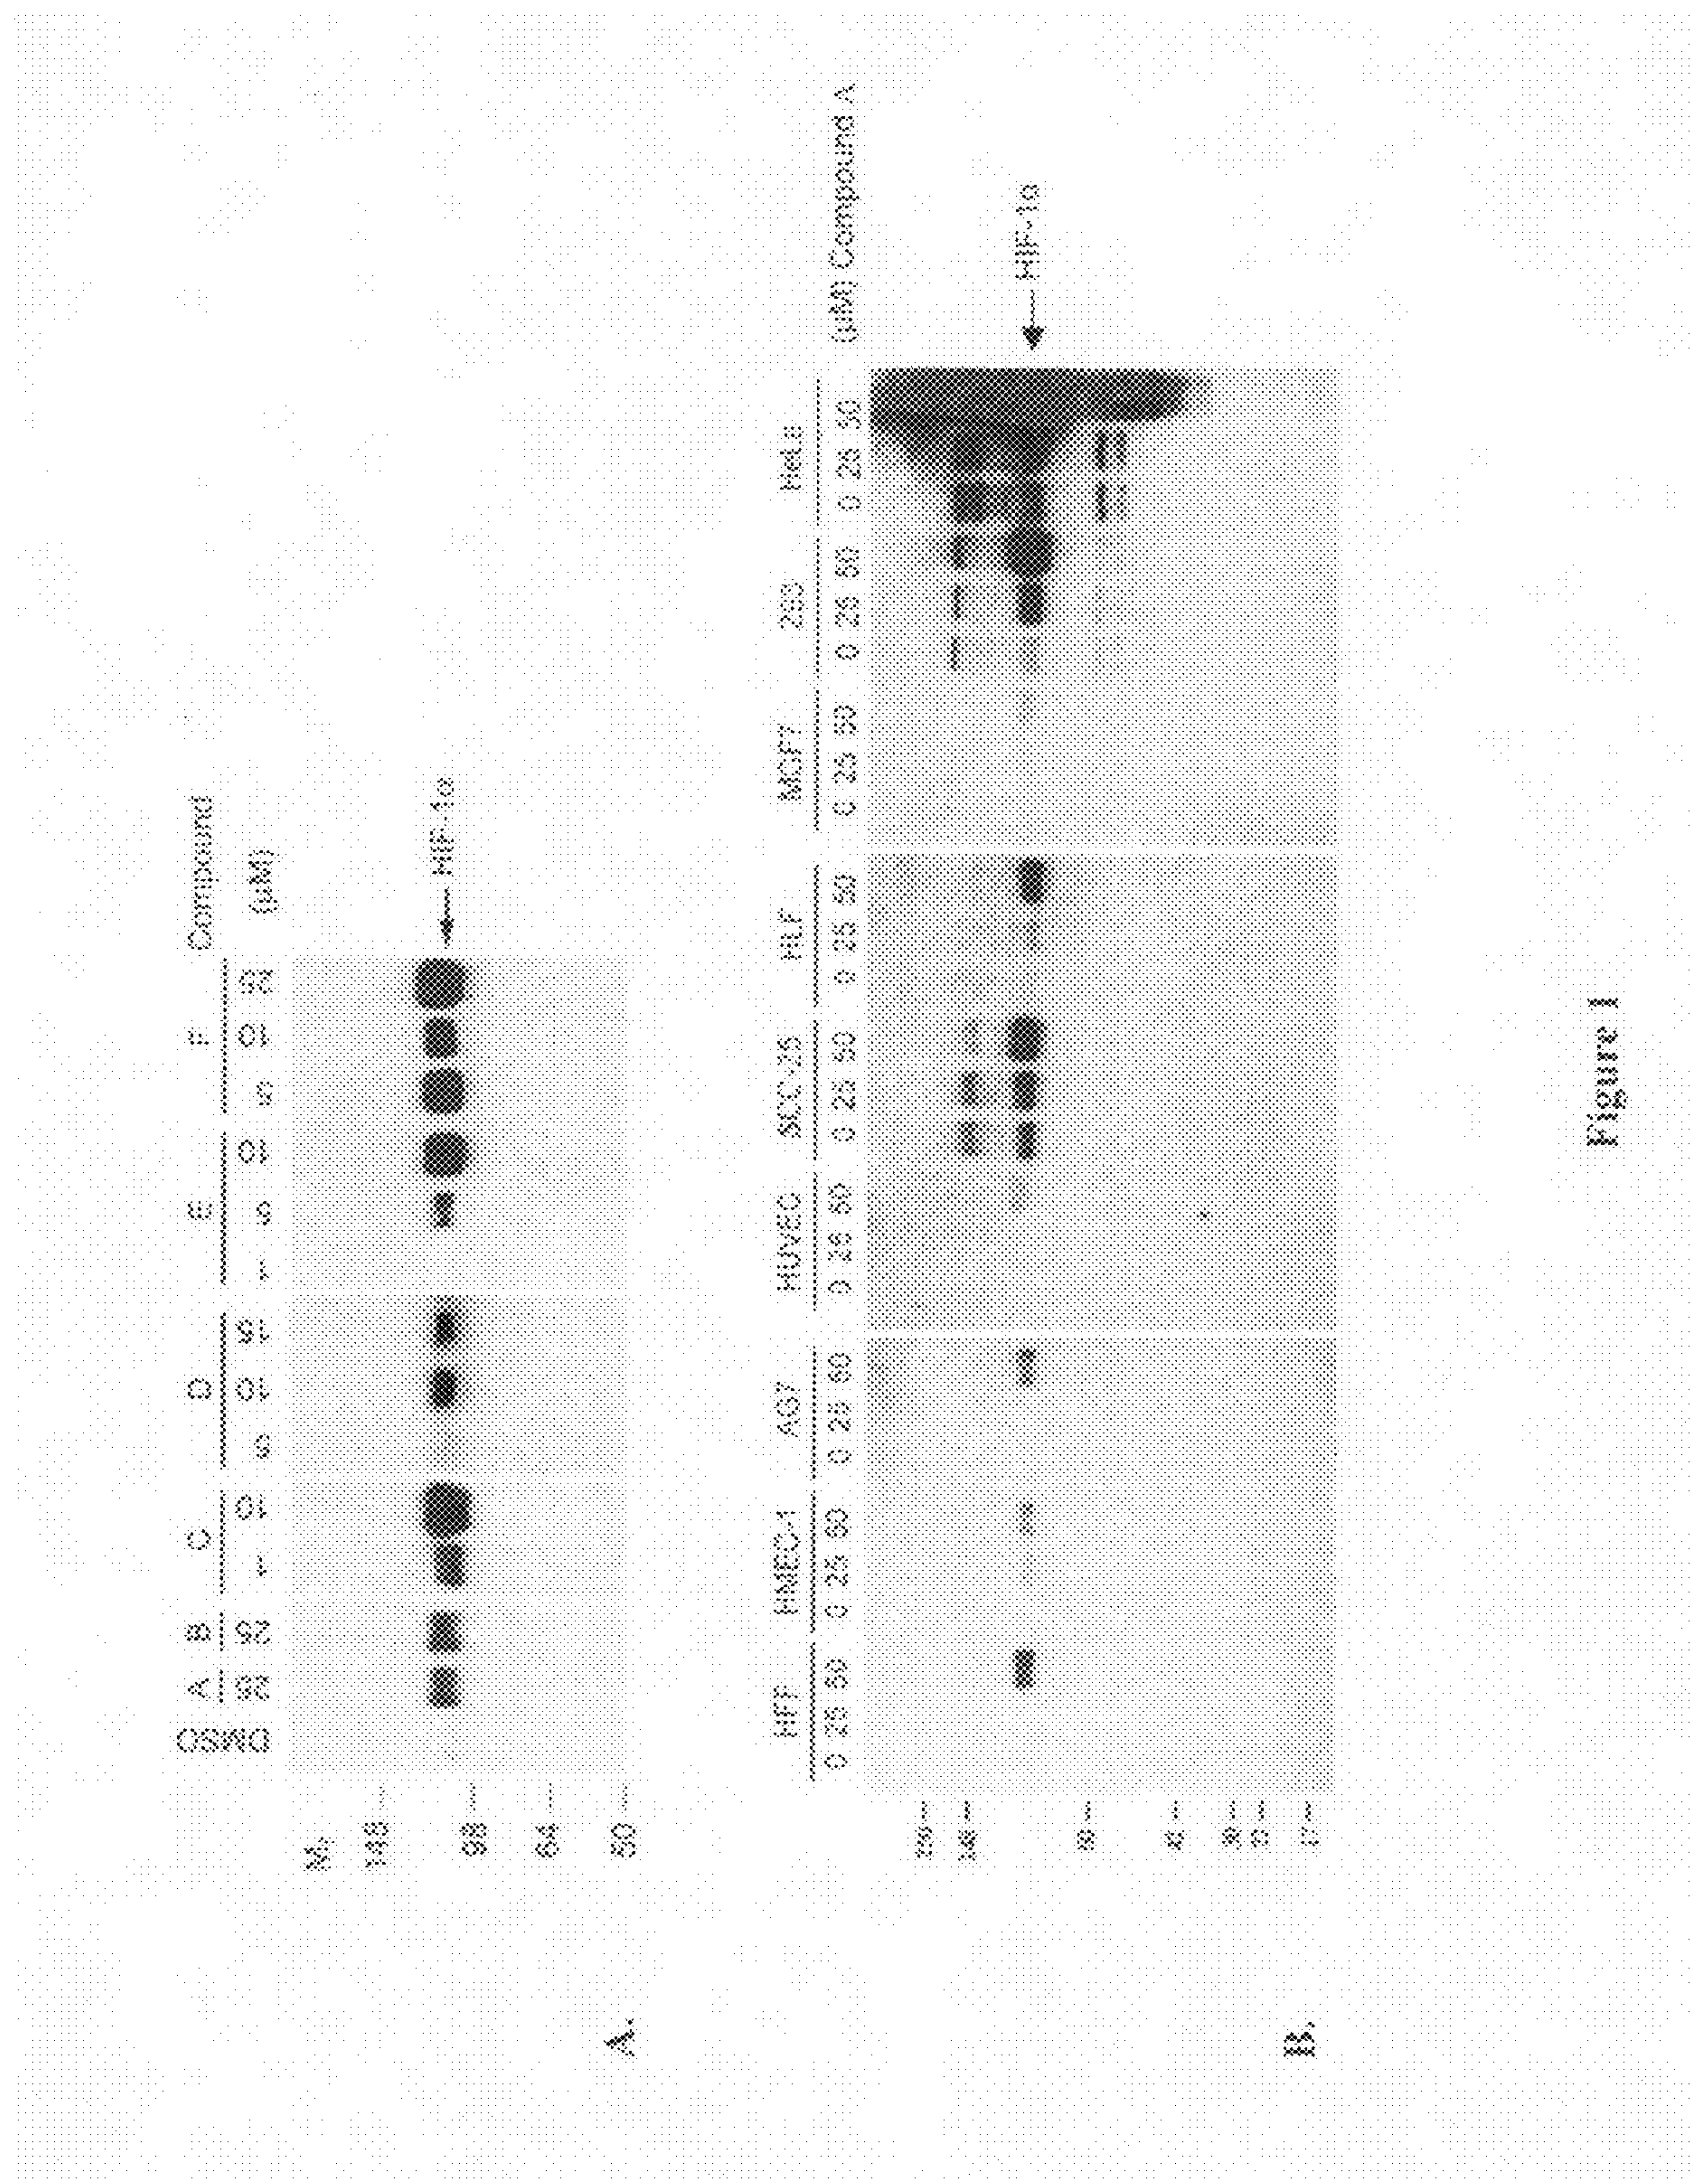 DMSO A B C D E F Compound
25 25 1 10 5 10 15 1 5 10 5 10 25 (µM)
Mr
148
98
64
50
← HIF-1α
A.
HFF HMEC-1 AG7 HUVEC SCC-25 HLF MCF7 293 HeLa
0 25 50 0 25 50 0 25 50 0 25 50 0 25 50 0 25 50 0 25 50 0 25 50 0 25 50 (µM) Compound A
148
← HIF-1α
B.
Figure 1